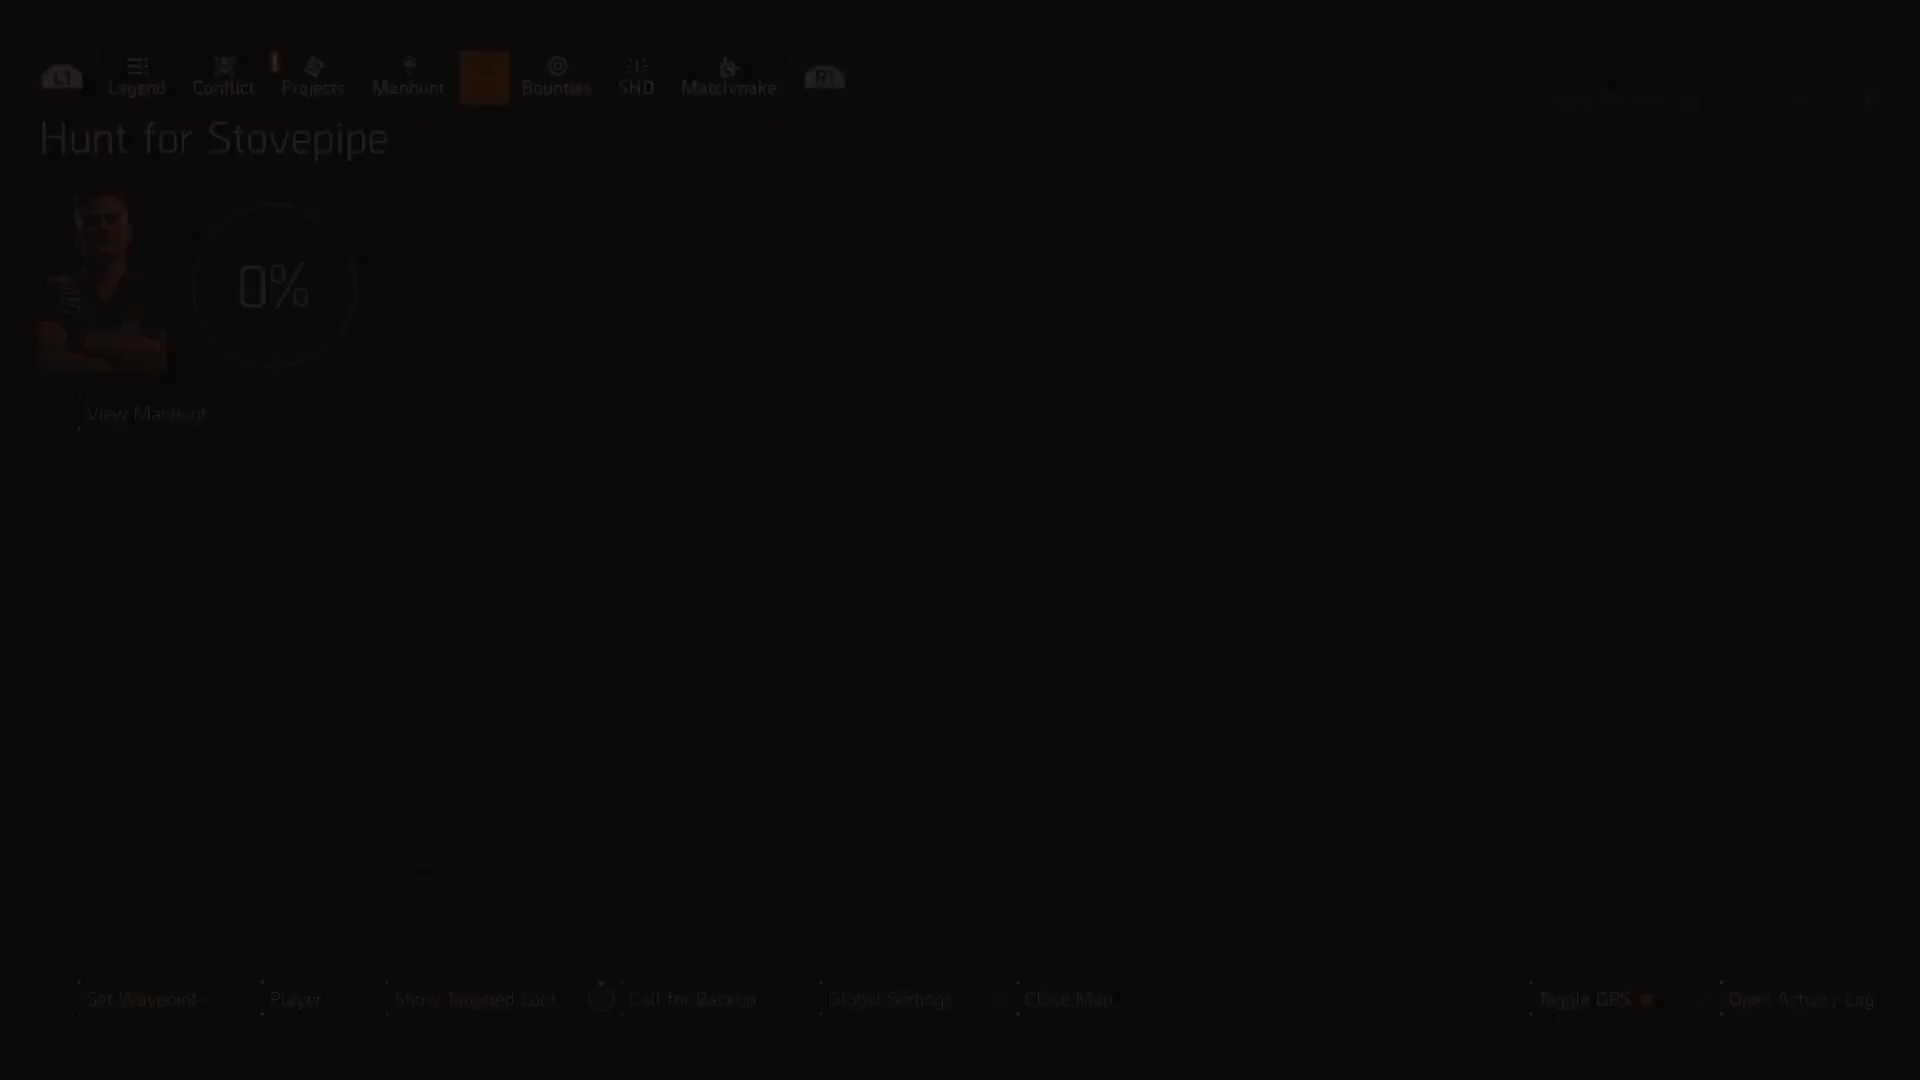 LT Legend Conflict Projects Manhunt Bounties SHD Matchmake
Hunt for Stovepipe
0%
View Manhunt
Set Waypoint Player Show Targeted Loot Call for Backup Global Settings Close Map Toggle GPS Open Activity Log